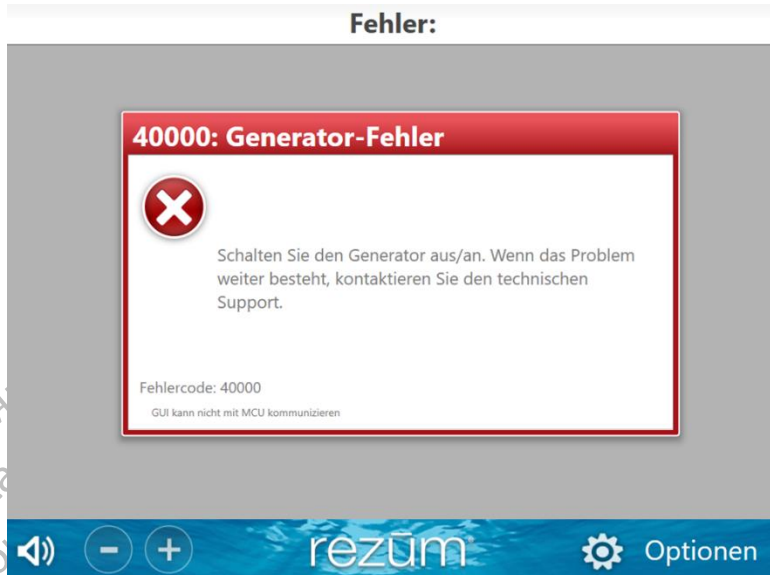 Fehler:
40000: Generator-Fehler
Schalten Sie den Generator aus/an. Wenn das Problem
weiter besteht, kontaktieren Sie den technischen
Support.
Fehlercode: 40000
GUI kann nicht mit MCU kommunizieren
rezūm
Optionen